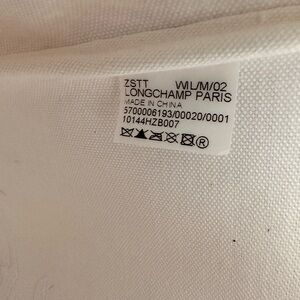 ZSTT WIL/M/02
LONGCHAMP PARIS
MADE IN CHINA
5700006193/00020/0001
10144HZB007
®